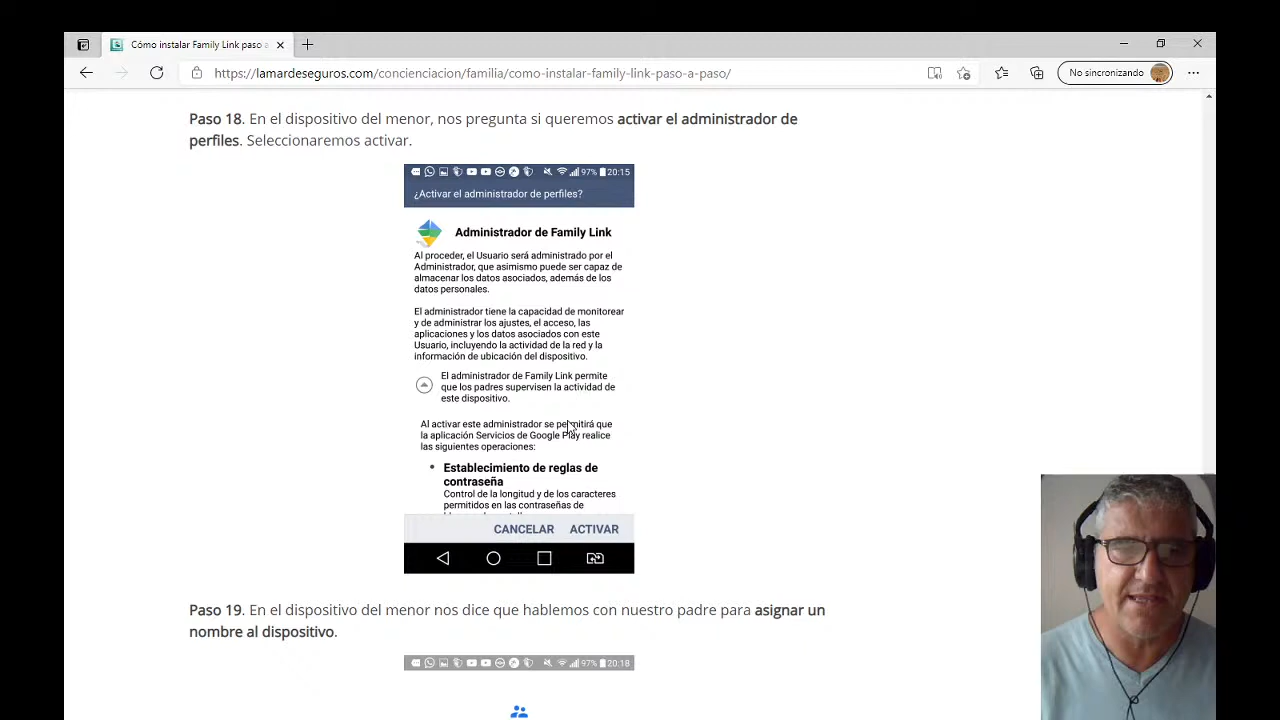 Cómo instalar Family Link paso a
https://lamardeseguros.com/concienciacion/familia/como-instalar-family-link-paso-a-paso/
No sincronizando
Paso 18. En el dispositivo del menor, nos pregunta si queremos activar el administrador de
perfiles. Seleccionaremos activar.
97% 20:15
¿Activar el administrador de perfiles?
Administrador de Family Link
Al proceder, el Usuario será administrado por el
Administrador, que asimismo puede ser capaz de
almacenar los datos asociados, además de los
datos personales.
El administrador tiene la capacidad de monitorear
y de administrar los ajustes, el acceso, las
aplicaciones y los datos asociados con este
Usuario, incluyendo la actividad de la red y la
información de ubicación del dispositivo.
El administrador de Family Link permite
que los padres supervisen la actividad de
este dispositivo.
Al activar este administrador se permitirá que
la aplicación Servicios de Google Play realice
las siguientes operaciones:
Establecimiento de reglas de
contraseña
Control de la longitud y de los caracteres
permitidos en las contraseñas de
CANCELAR ACTIVAR
Paso 19. En el dispositivo del menor nos dice que hablemos con nuestro padre para asignar un
nombre al dispositivo.
97% 20:18